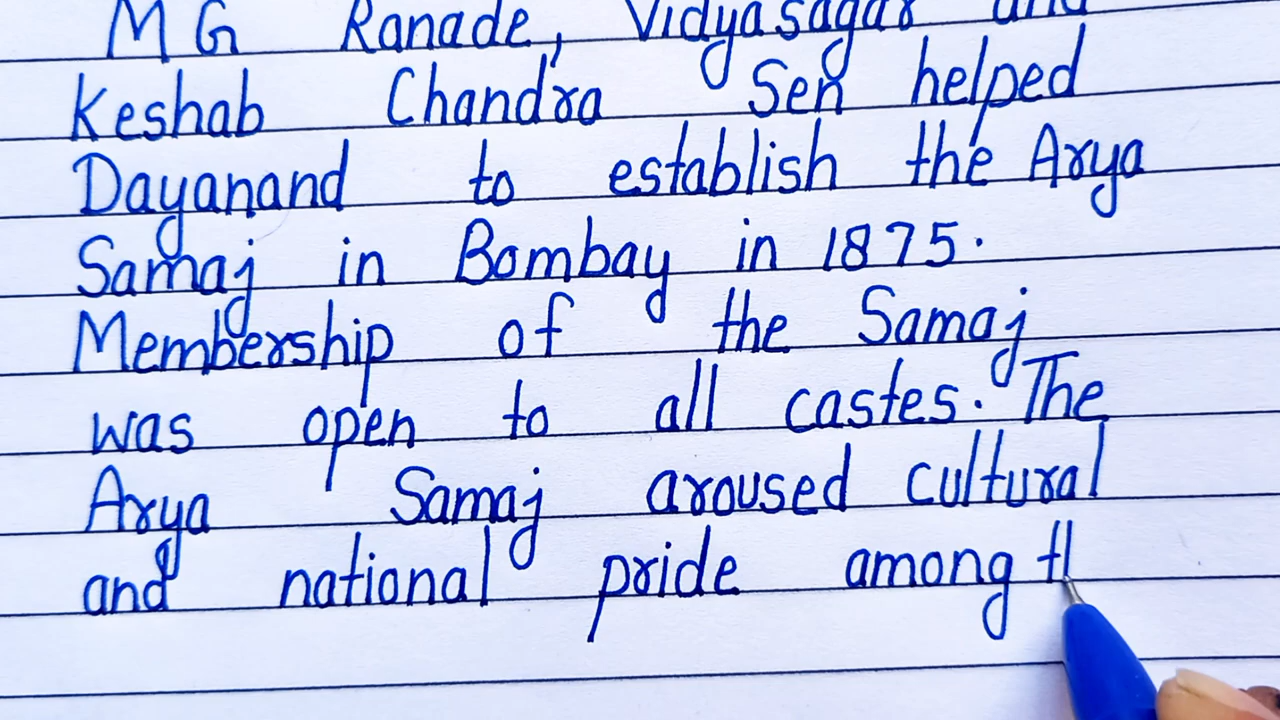 MG Ranade, Vidyasagar and
Keshab Chandra Sen helped
Dayanand to establish the Arya
Samaj in Bombay in 1875.
Membership of the Samaj
was open to all castes. The
Arya Samaj aroused cultural
and national pride among